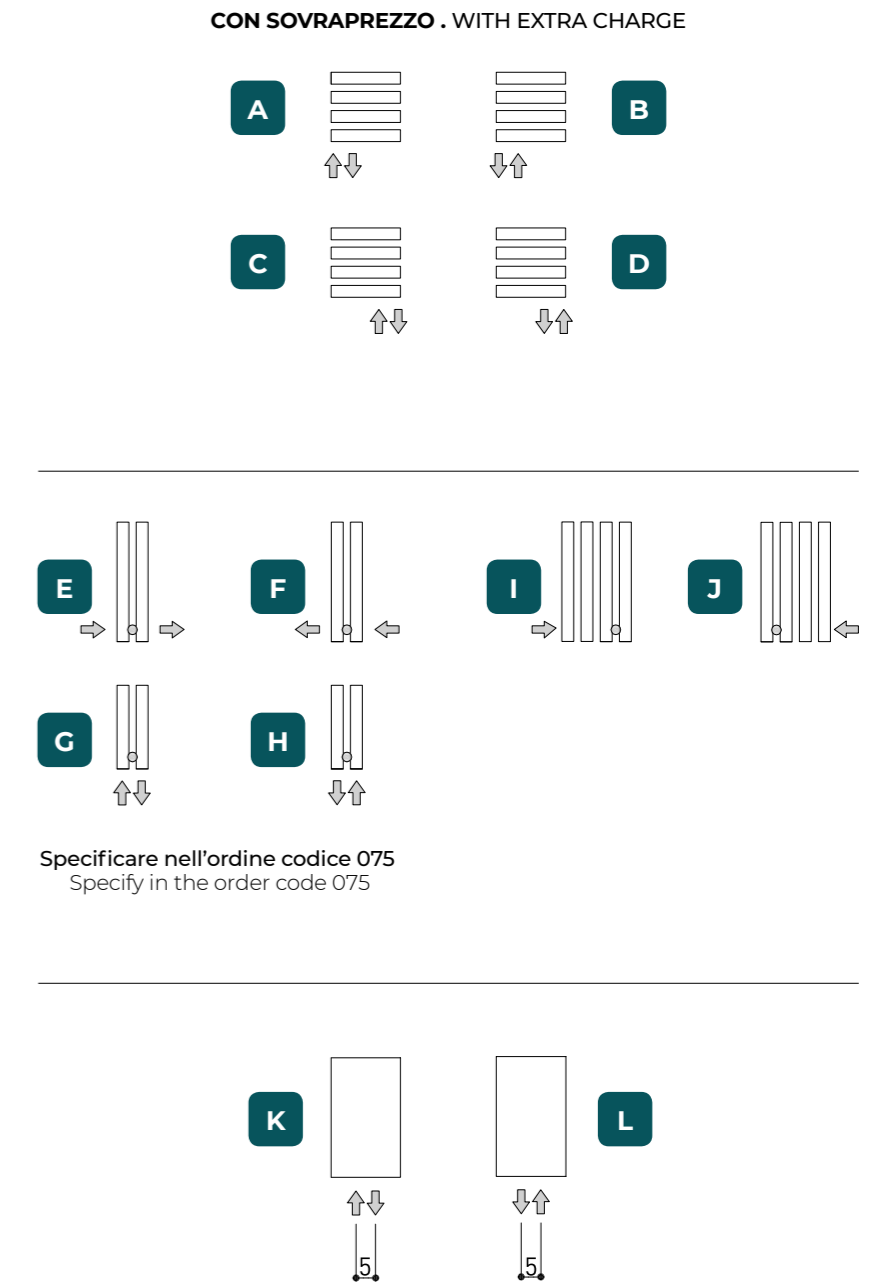 CON SOVRAPREZZO . WITH EXTRA CHARGE
A
B
C
D
E
F
I
J
G
H
Specificare nell’ordine codice 075
Specify in the order code 075
K
L
5
5